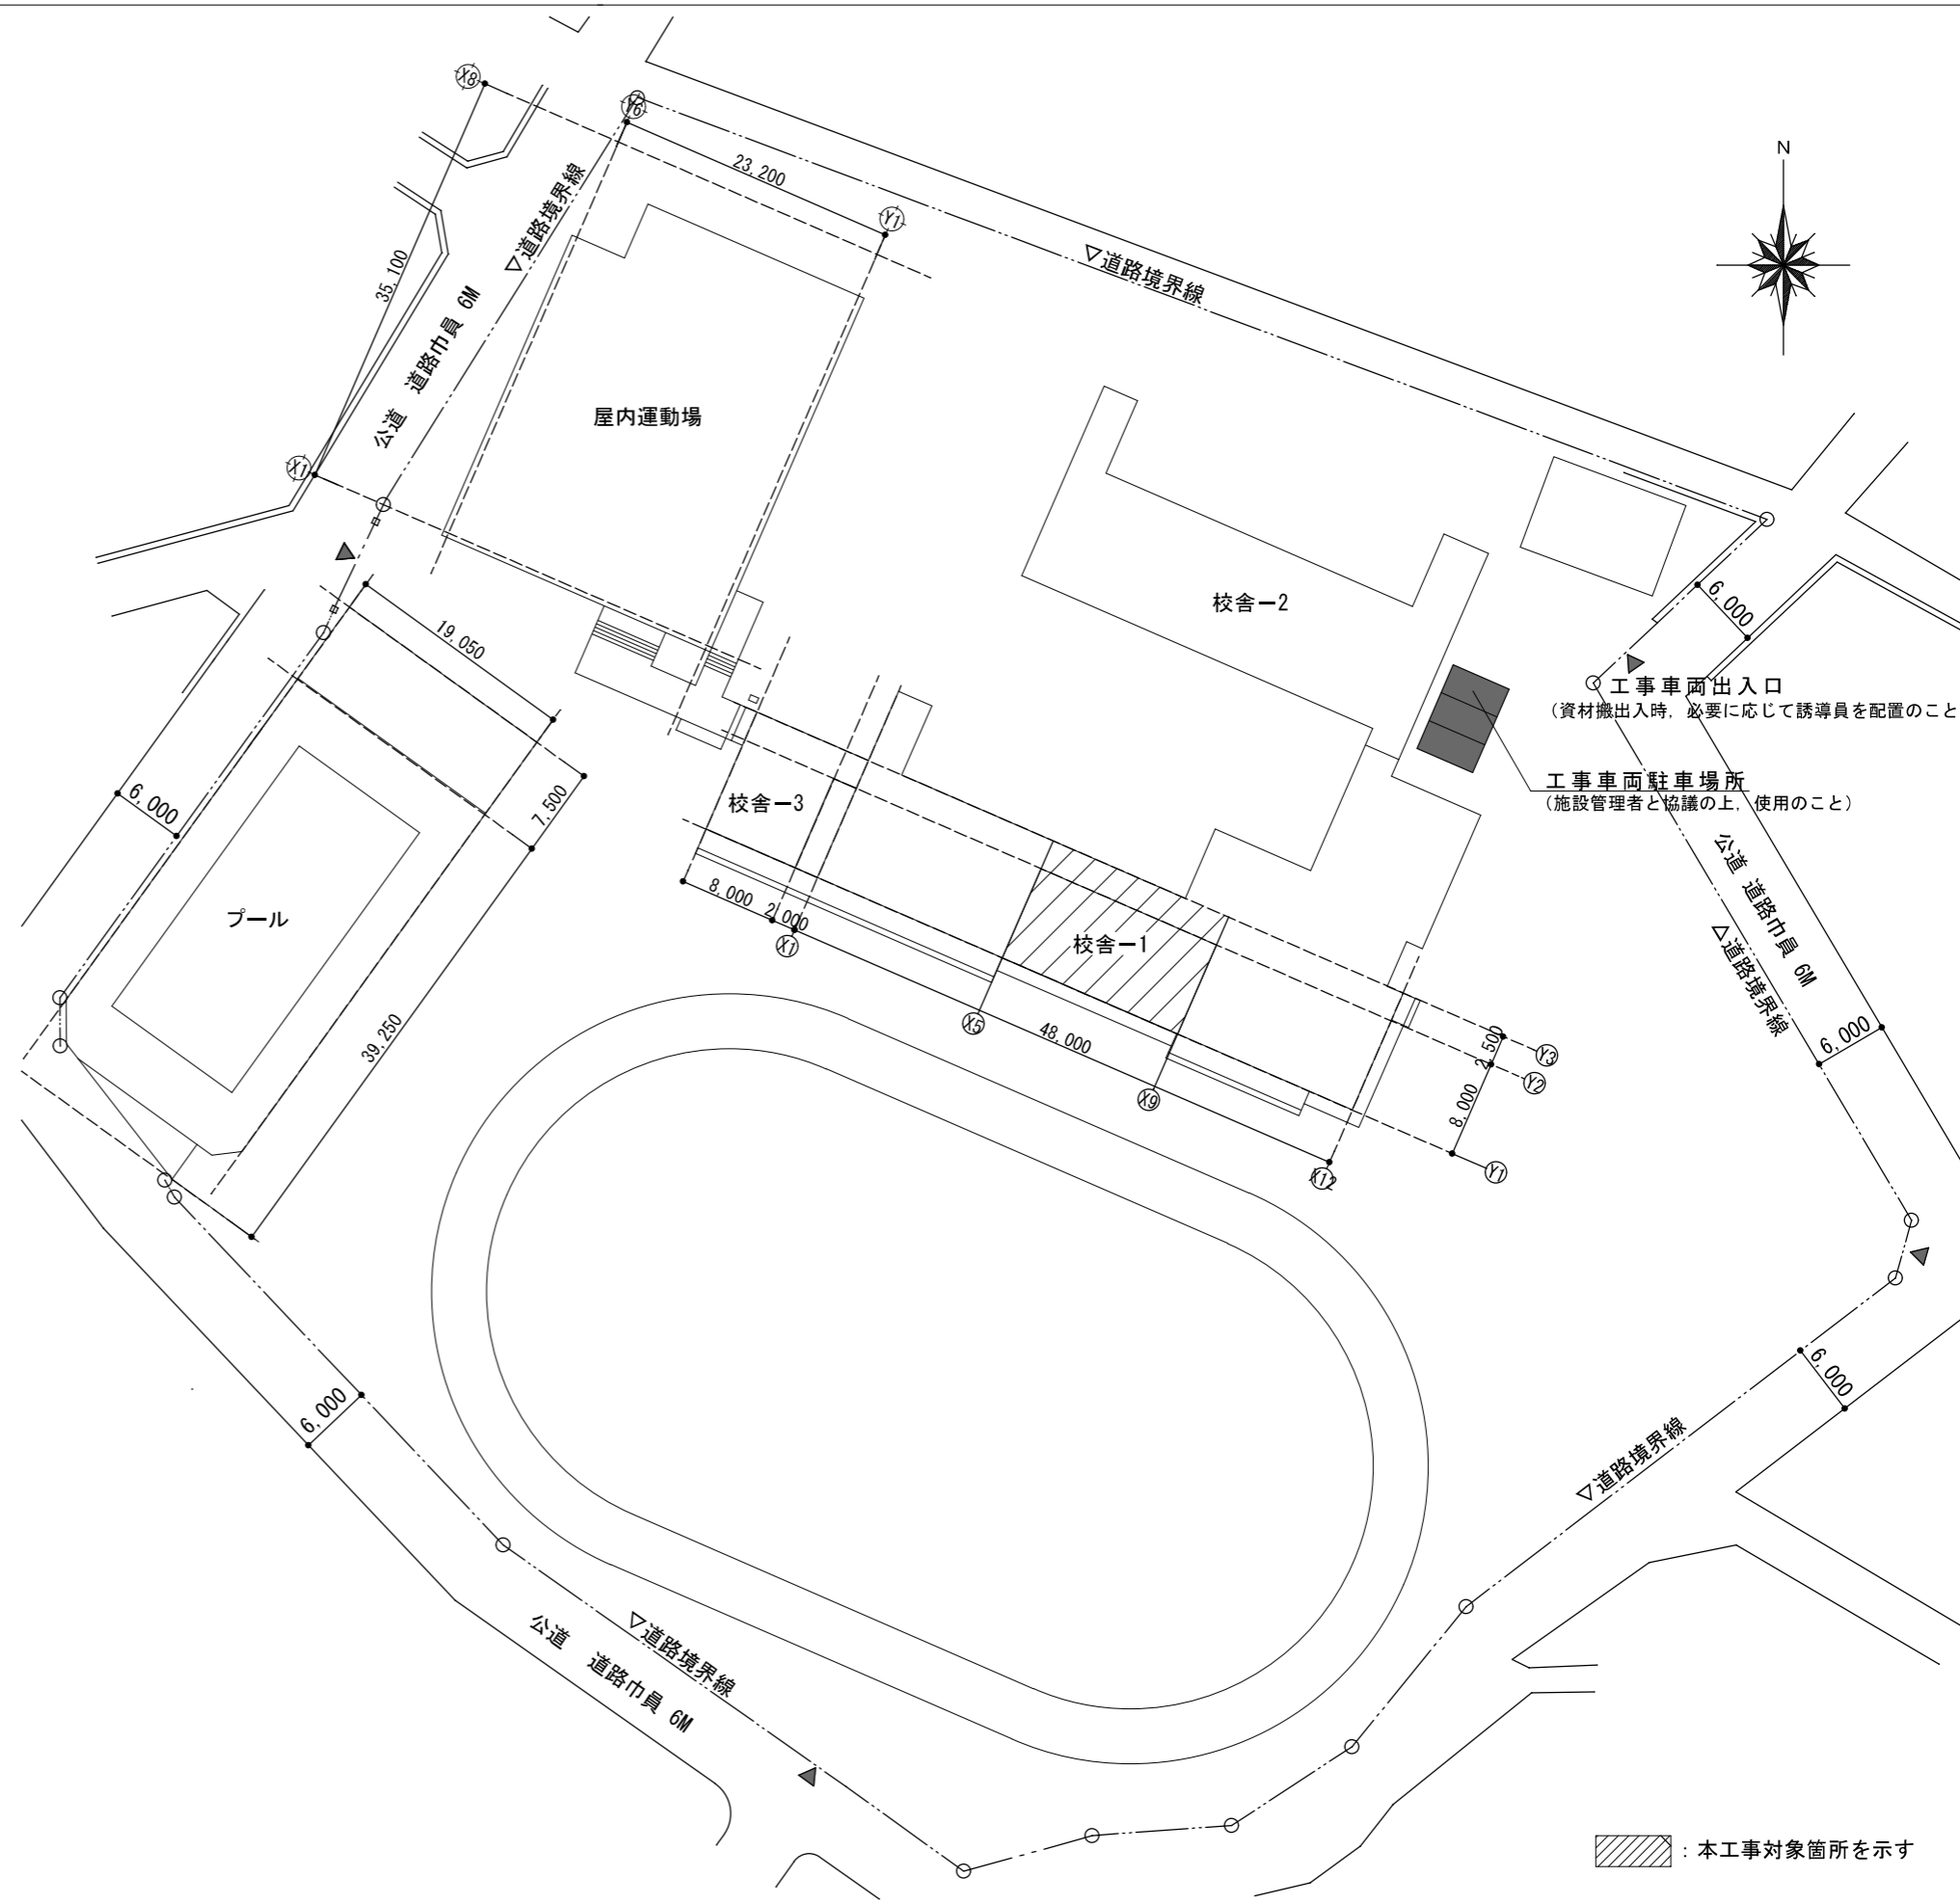 X8
Y6
23,200
Y1
N
▽道路境界線
35,100
公道　道路巾員 6M
▽道路境界線
屋内運動場
X1
校舎ー2
6,000
工事車両出入口
（資材搬出入時，必要に応じて誘導員を配置のこと
工事車両駐車場所
（施設管理者と協議の上，使用のこと）
19,050
7,500
6,000
プール
39,250
校舎ー3
8,000
2,000
X1
校舎ー1
X5
48,000
X9
X12
2,500
8,000
Y3
Y2
Y1
公道　道路巾員 6M
▽道路境界線
6,000
6,000
▽道路境界線
6,000
▽道路境界線
公道　道路巾員 6M
：本工事対象箇所を示す